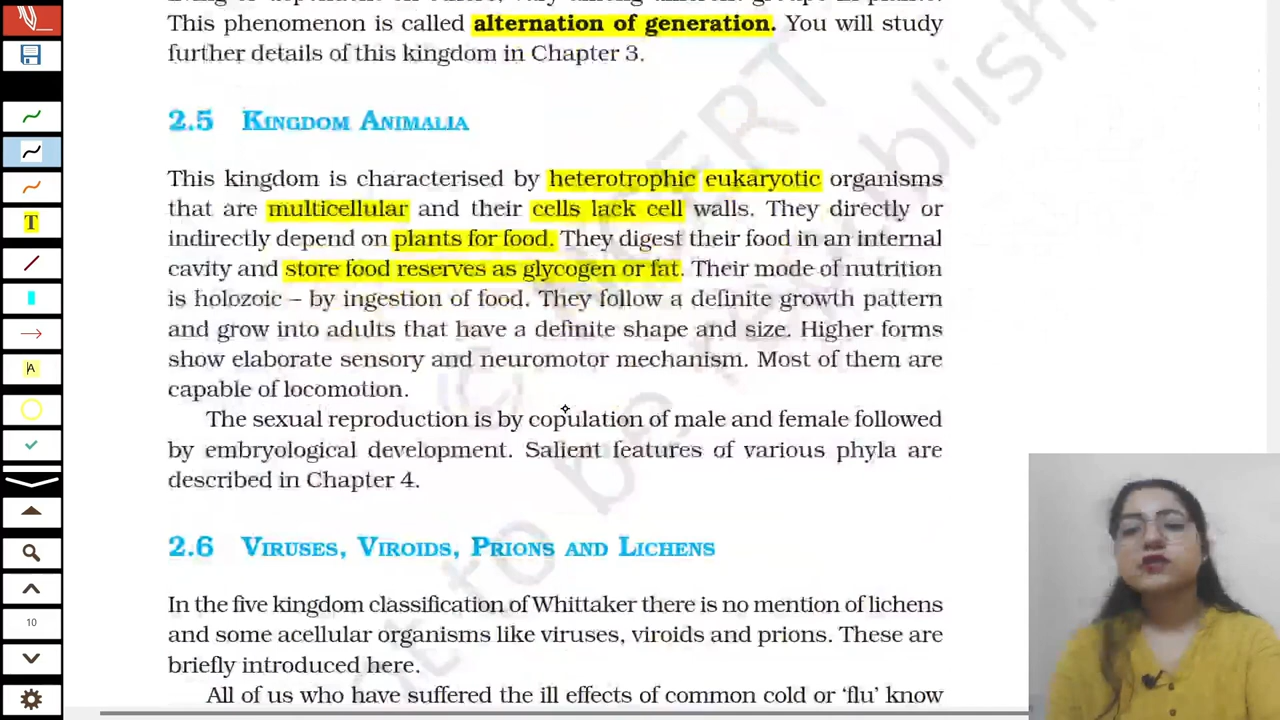 This phenomenon is called alternation of generation. You will study
further details of this kingdom in Chapter 3.
2.5 Kingdom Animalia
This kingdom is characterised by heterotrophic eukaryotic organisms
that are multicellular and their cells lack cell walls. They directly or
indirectly depend on plants for food. They digest their food in an internal
cavity and store food reserves as glycogen or fat. Their mode of nutrition
is holozoic – by ingestion of food. They follow a definite growth pattern
and grow into adults that have a definite shape and size. Higher forms
show elaborate sensory and neuromotor mechanism. Most of them are
capable of locomotion.
The sexual reproduction is by copulation of male and female followed
by embryological development. Salient features of various phyla are
described in Chapter 4.
2.6 Viruses, Viroids, Prions and Lichens
In the five kingdom classification of Whittaker there is no mention of lichens
and some acellular organisms like viruses, viroids and prions. These are
briefly introduced here.
All of us who have suffered the ill effects of common cold or ‘flu’ know
T
A
10